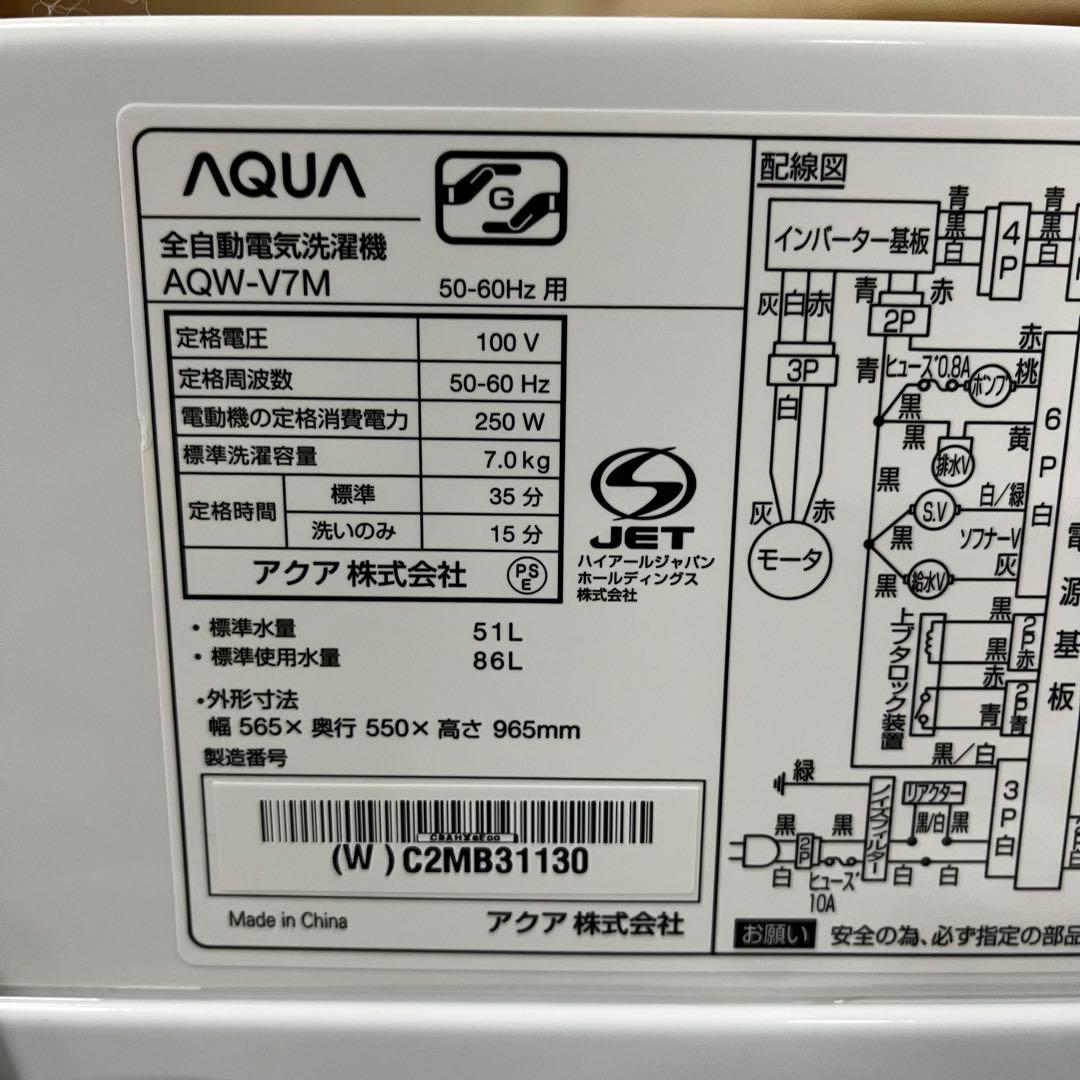 AQUA
G
全自動電気洗濯機
AQW-V7M
50-60Hz 用
定格電圧 100 V
定格周波数 50-60 Hz
電動機の定格消費電力 250 W
標準洗濯容量 7.0kg
定格時間 標準 35 分
洗いのみ 15 分
アクア 株式会社
PS
E
JET
ハイアールジャパン
ホールディングス
株式会社
・標準水量 51L
・標準使用水量 86L
・外形寸法
幅 565× 奥行 550× 高さ 965mm
製造番号
(W ) C2MB31130
Made in China
アクア 株式会社
配線図
インバーター基板
青
黒
白
4P
青
黒
白
灰 白 赤
青
赤
2P
3P
白
灰
赤
モータ
青
ヒューズ0.8A
ポンプ
赤
桃
黒
黒
黄
排水V
黒
S.V
白/緑
黒
ソフナーV
灰
黒
給水V
6P白
電源基板
上ブタロック装置
黒
黒
2P赤
赤
青
2P青
黒/白
緑
ノイズフィルター
リアクター
黒/白
黒
3P白
黒
2P
黒
白
ヒューズ
10A
白
白
お願い 安全の為、必ず指定の部品